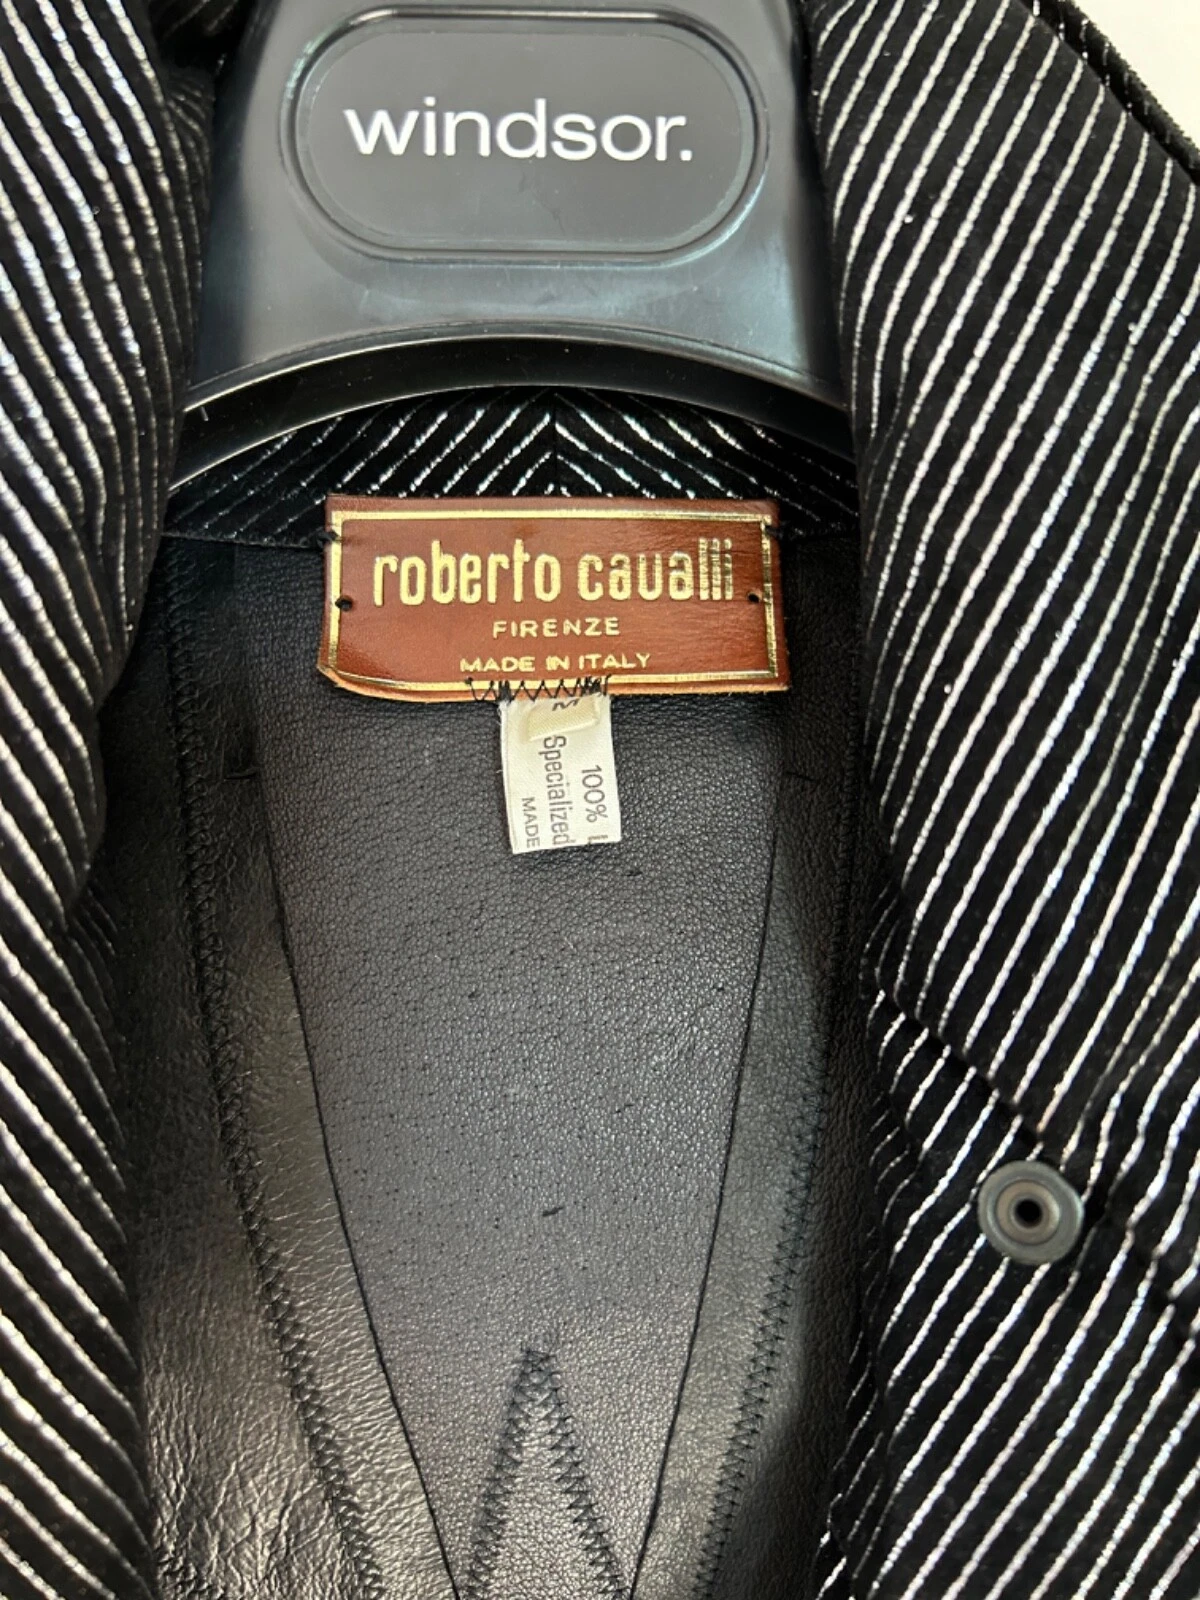 windsor.
roberto cavalli
FIRENZE
MADE IN ITALY
100%
Specialized
MADE